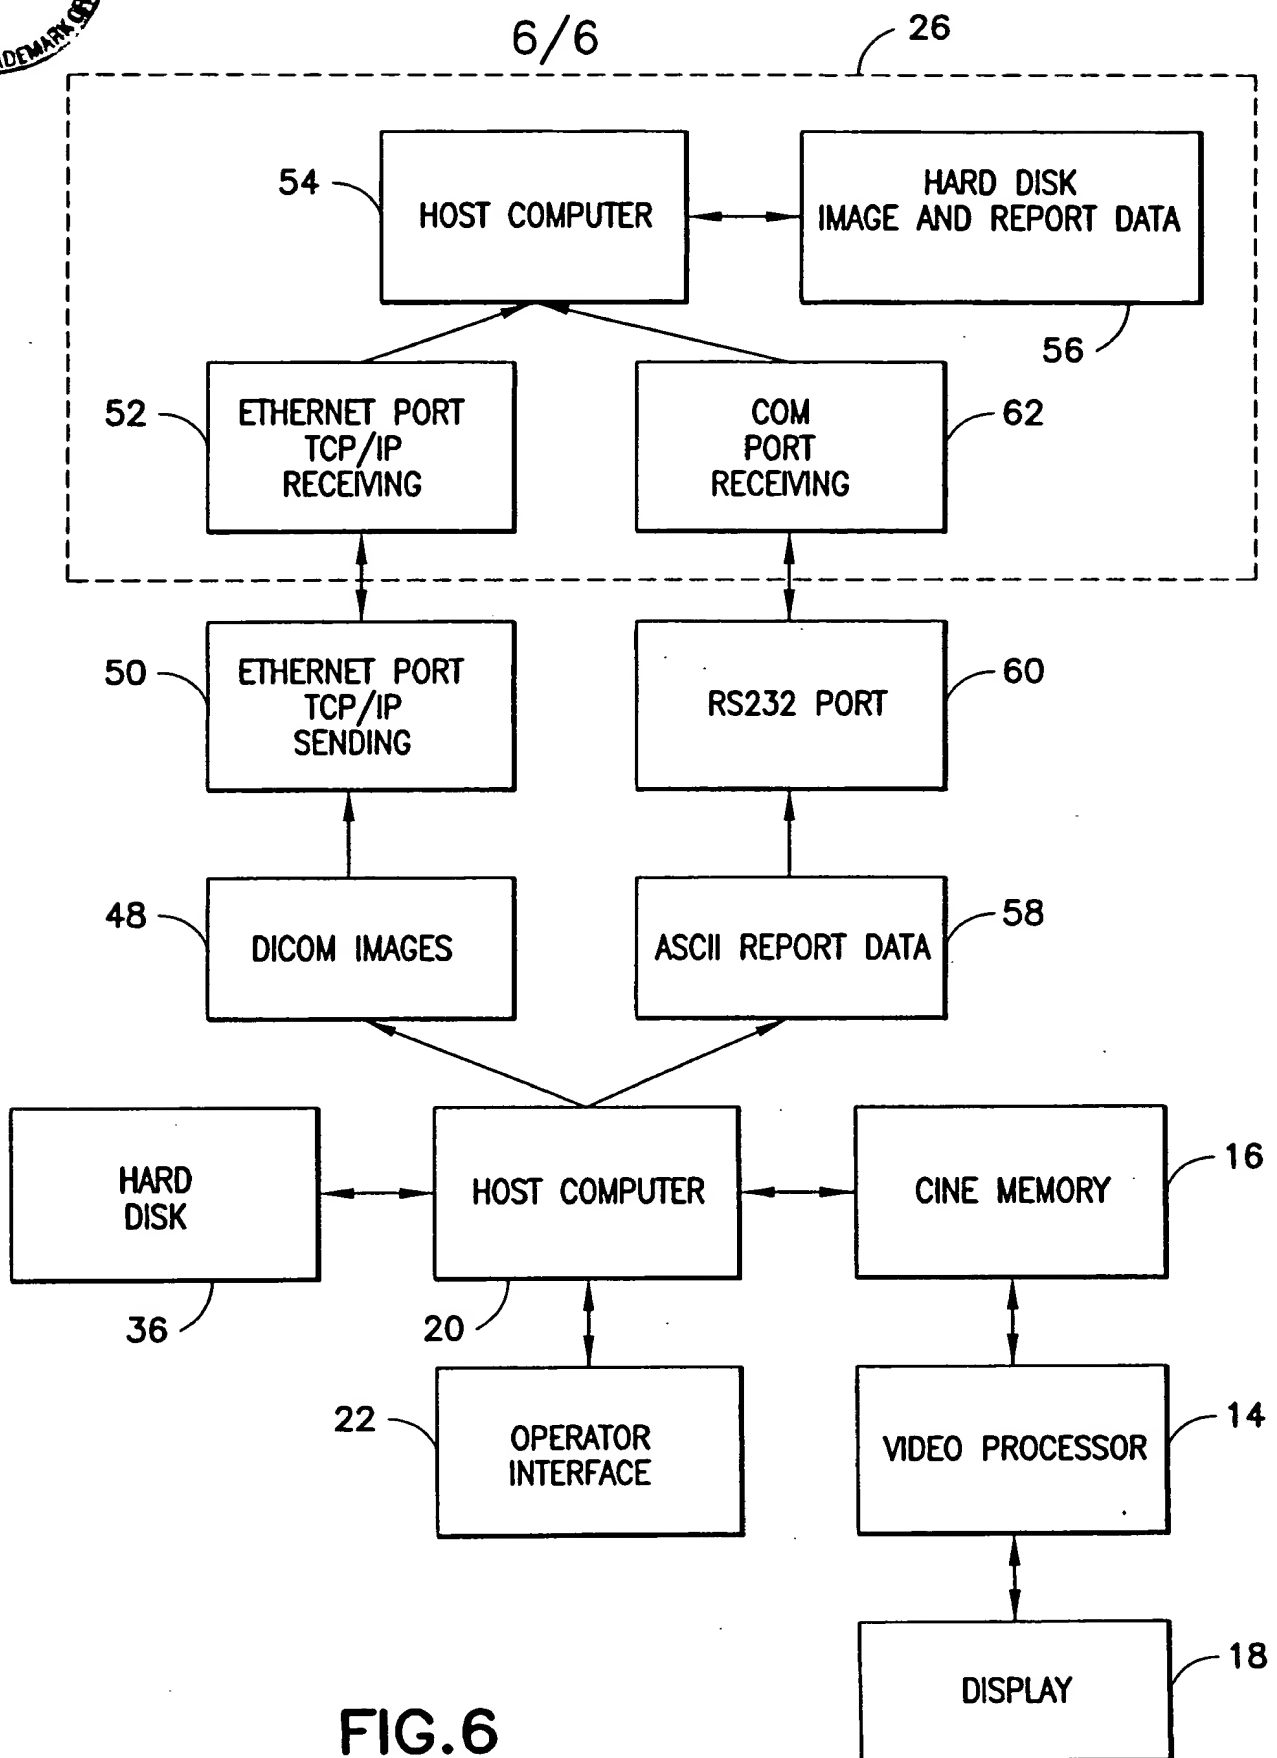 6/6
26
54
HOST COMPUTER
HARD DISK
IMAGE AND REPORT DATA
56
52
ETHERNET PORT
TCP/IP
RECEIVING
COM
PORT
RECEIVING
62
50
ETHERNET PORT
TCP/IP
SENDING
RS232 PORT
60
48
DICOM IMAGES
ASCII REPORT DATA
58
HARD
DISK
36
HOST COMPUTER
20
CINE MEMORY
16
22
OPERATOR
INTERFACE
VIDEO PROCESSOR
14
DISPLAY
18
FIG.6